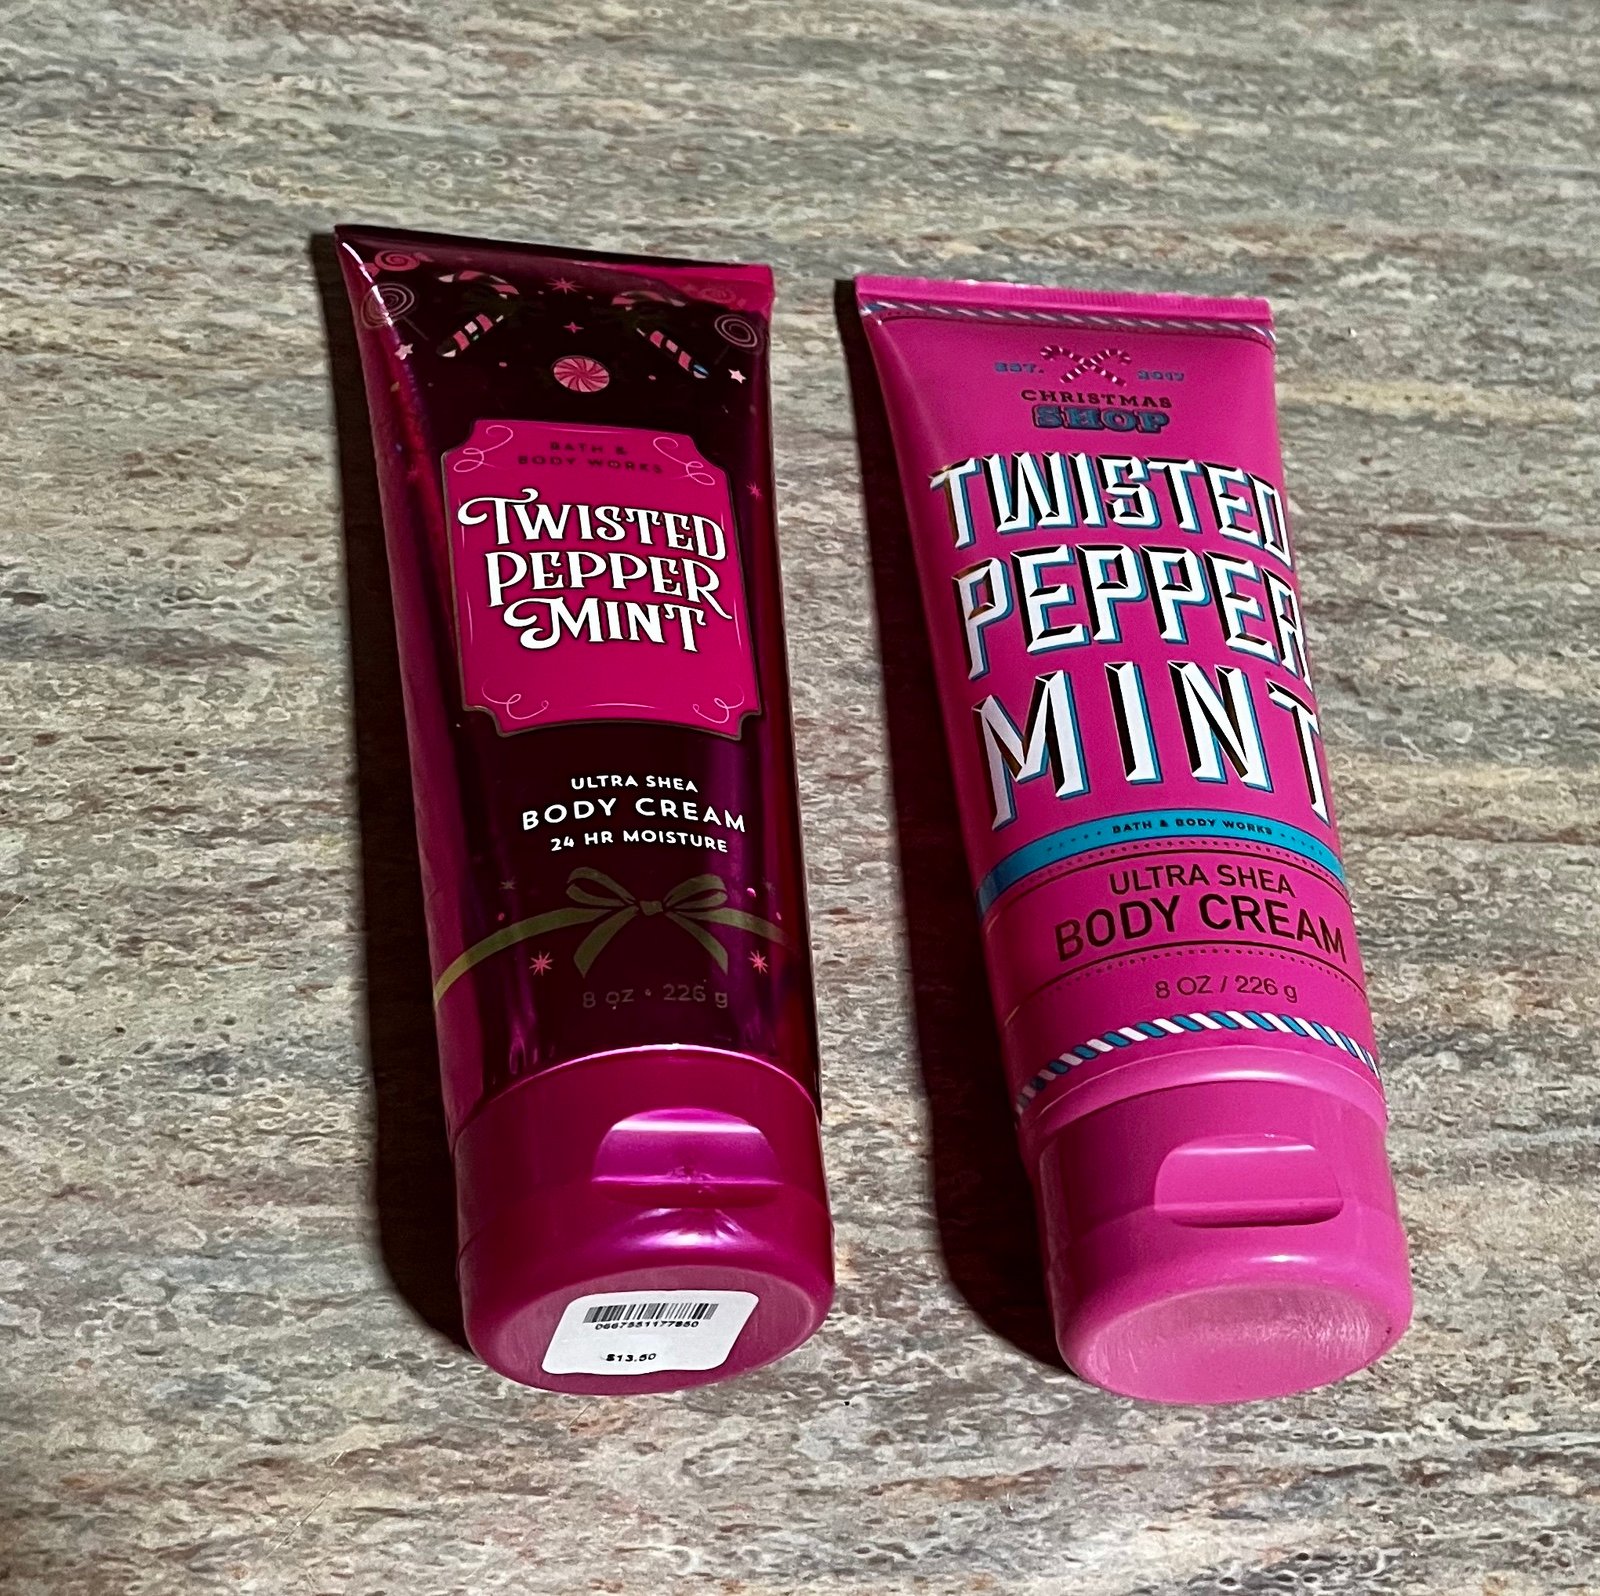 BATH &
BODY WORKS
TWISTED
PEPPER
MINT
ULTRA SHEA
BODY CREAM
24 HR MOISTURE
8 oz • 226 g
0667551177850
$13.50
EST. 2017
CHRISTMAS
SHOP
TWISTED
PEPPER
MINT
BATH & BODY WORKS
ULTRA SHEA
BODY CREAM
8 OZ / 226 g